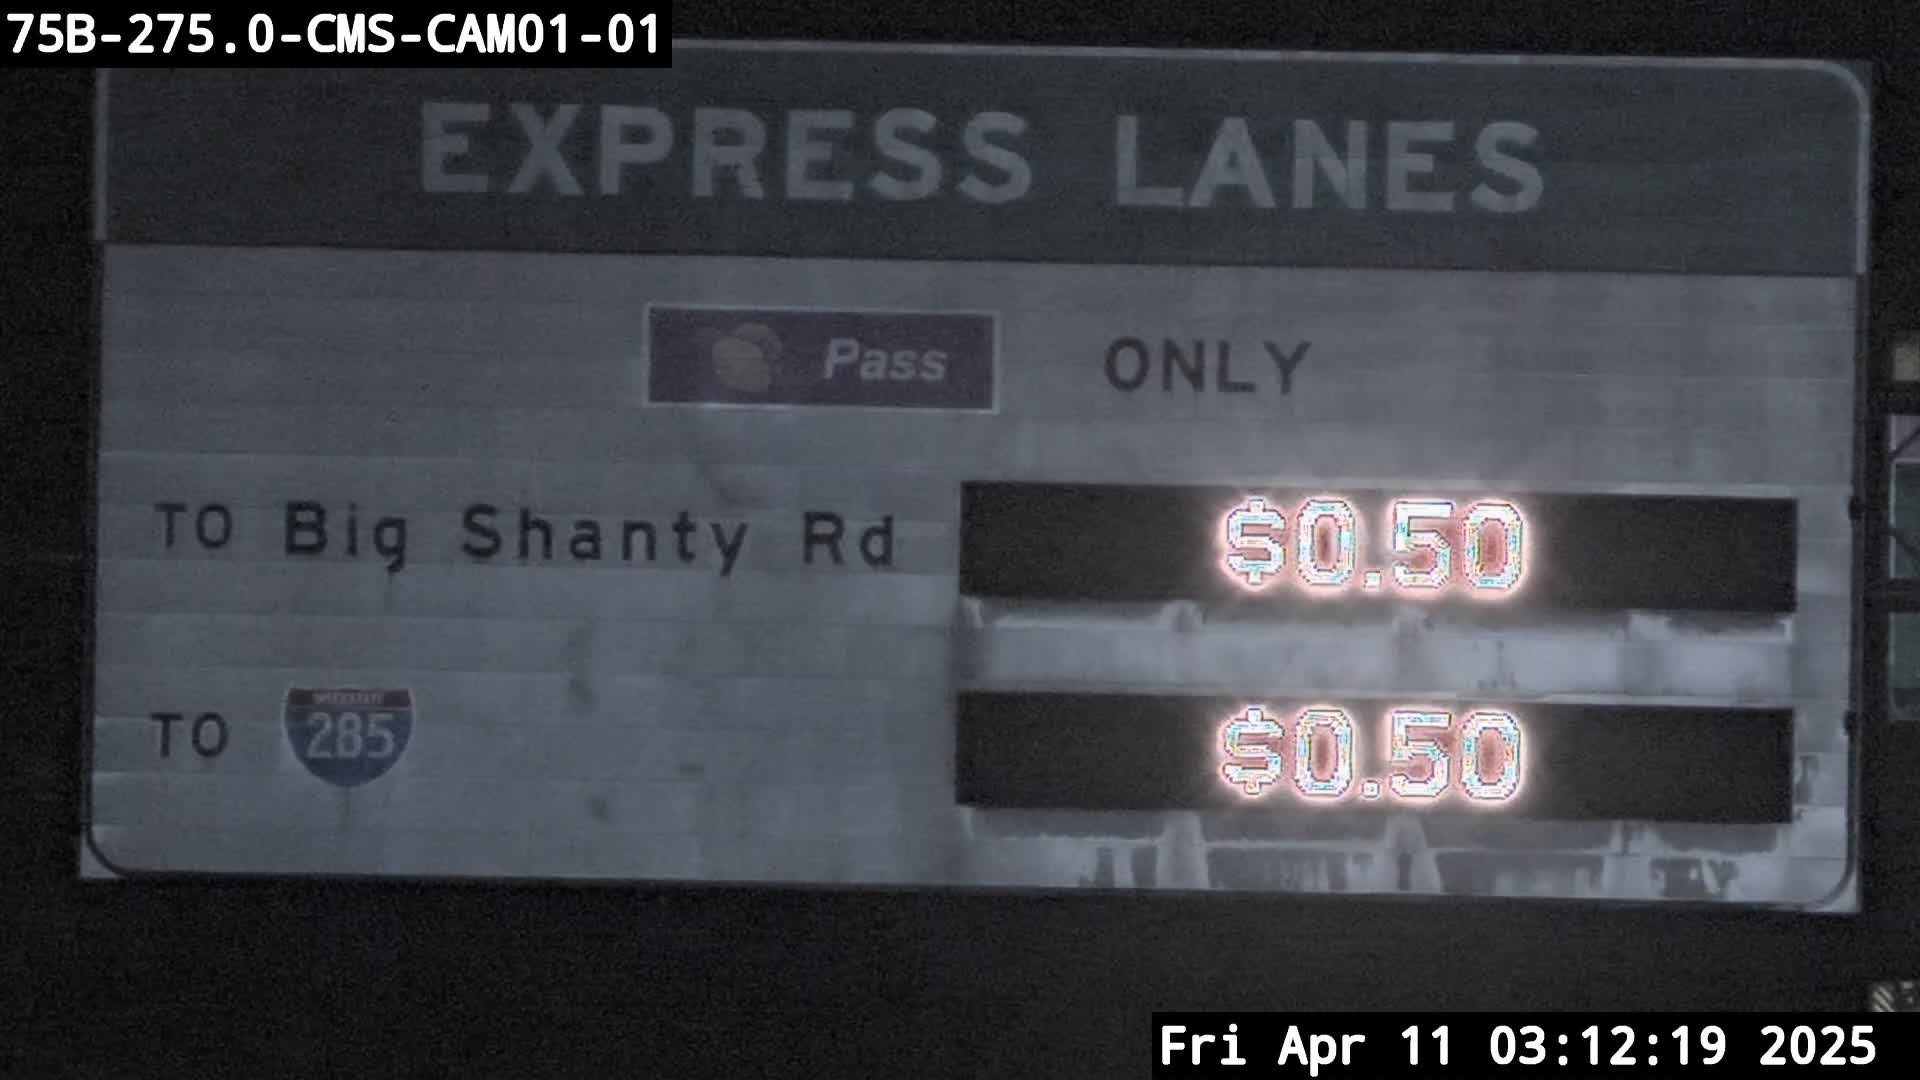 75B-275.0-CMS-CAM01-01
EXPRESS LANES
Pass ONLY
TO Big Shanty Rd $0.50
INTERSTATE
TO 285 $0.50
Fri Apr 11 03:12:19 2025